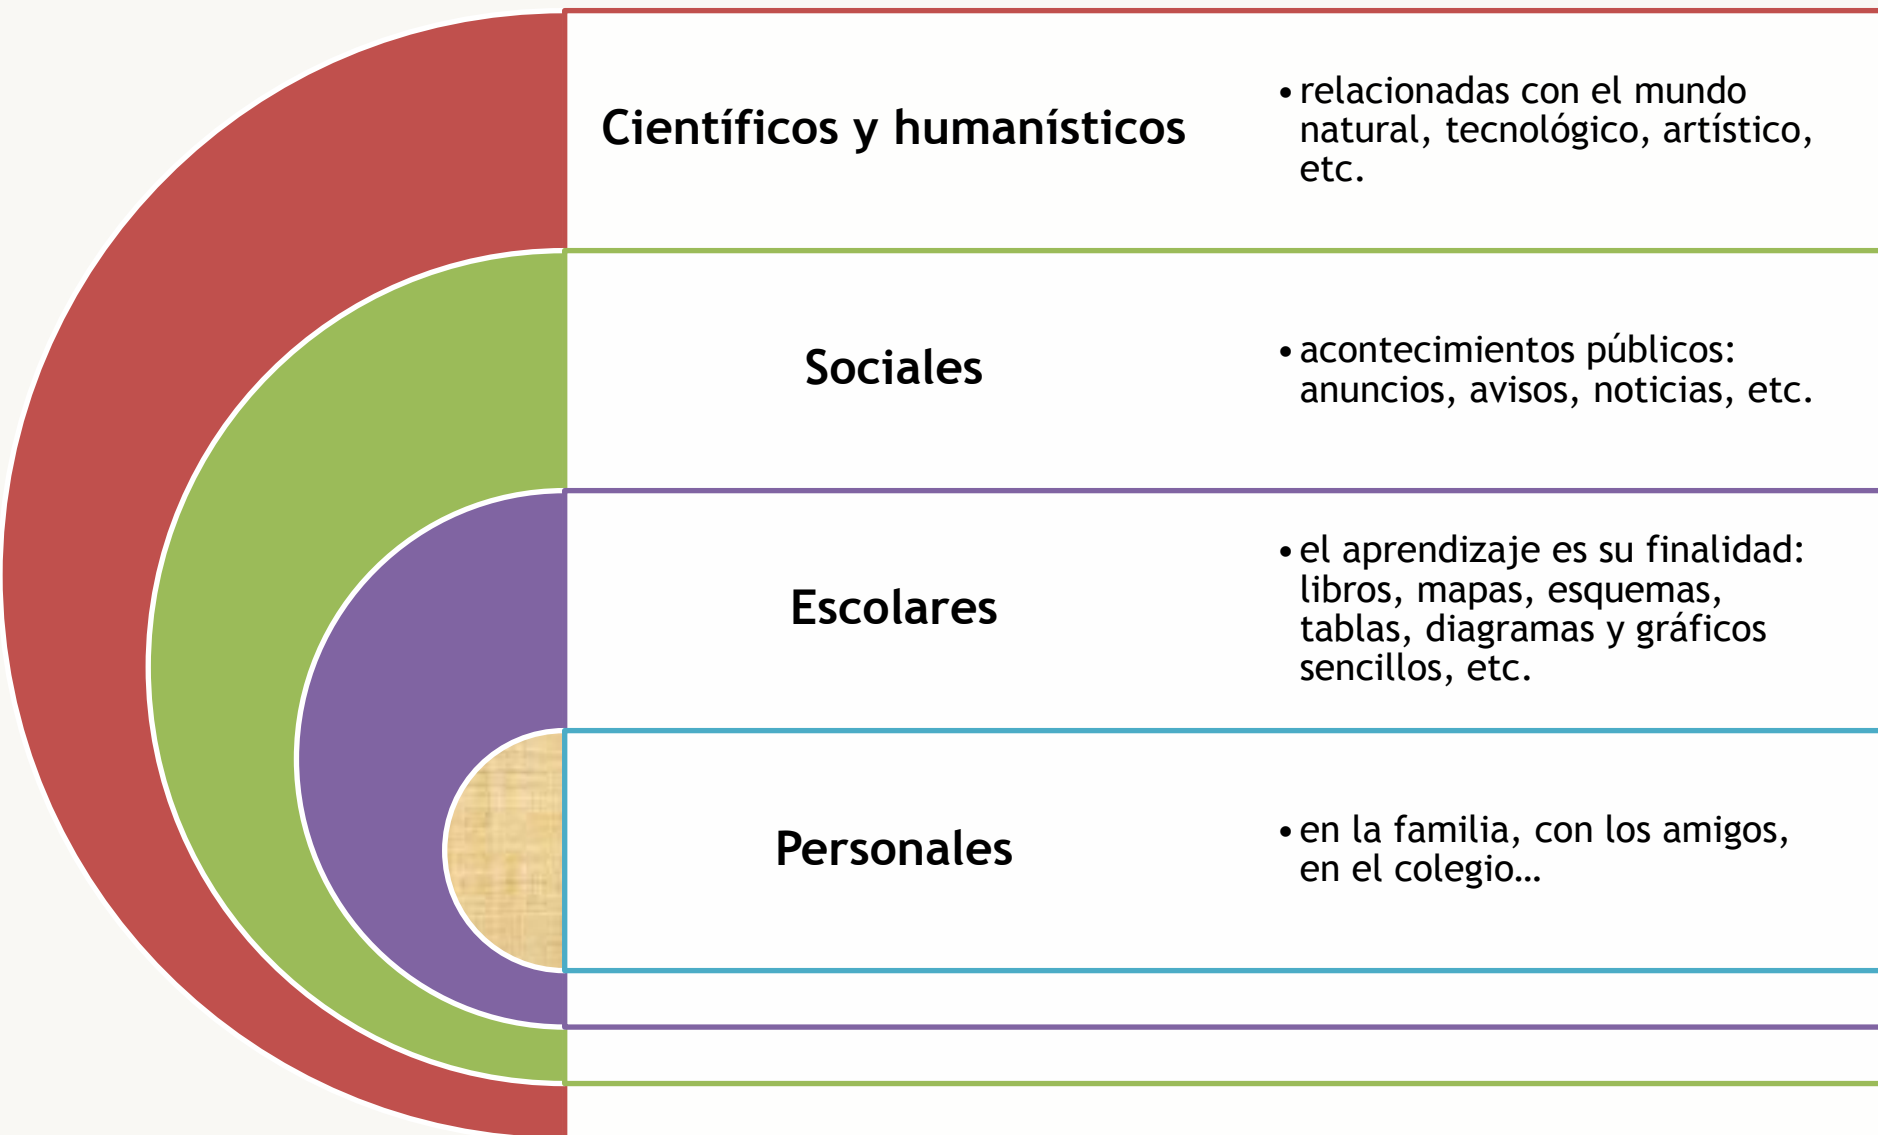 Científicos y humanísticos
• relacionadas con el mundo
natural, tecnológico, artístico,
etc.
Sociales
• acontecimientos públicos:
anuncios, avisos, noticias, etc.
Escolares
• el aprendizaje es su finalidad:
libros, mapas, esquemas,
tablas, diagramas y gráficos
sencillos, etc.
Personales
• en la familia, con los amigos,
en el colegio…